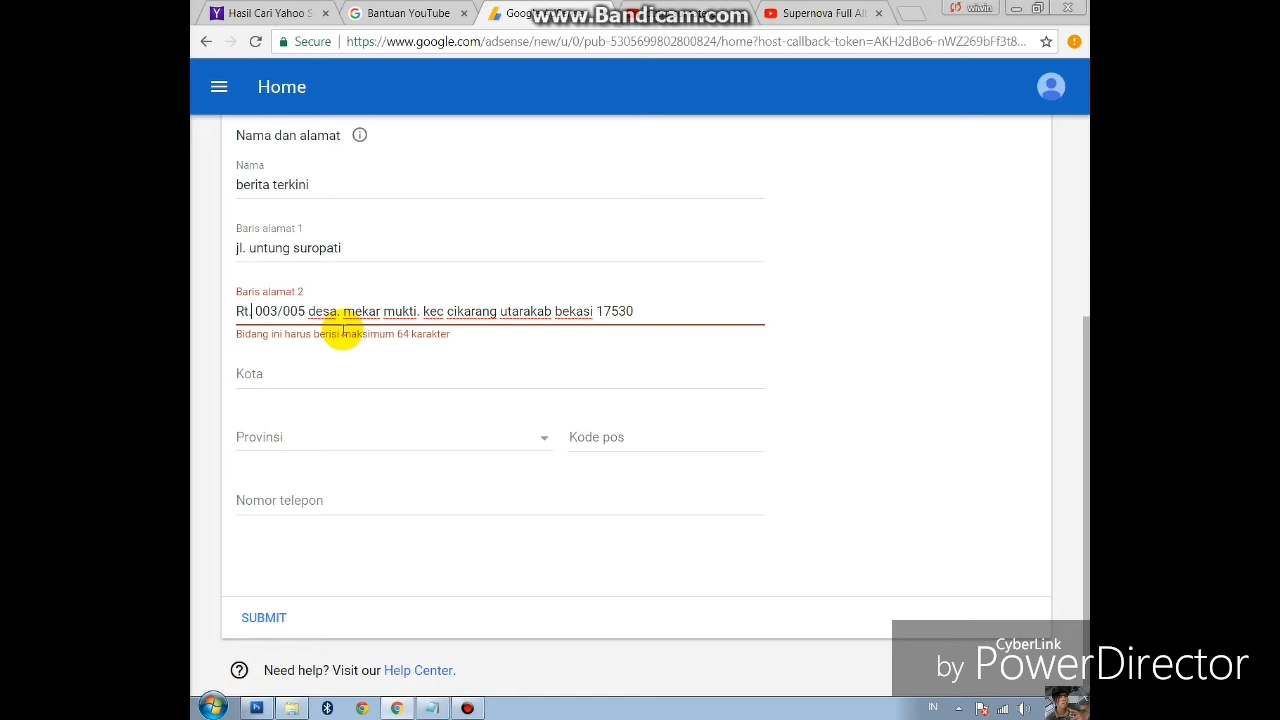 Hasil Cari Yahoo S
Bantuan YouTube
Goo
www.Bandicam.com
Supernova Full Al
wiwin
Secure
https://www.google.com/adsense/new/u/0/pub-5305699802800824/home?host-callback-token=AKH2dBo6-nWZ269bFf3t8...
Home
Nama dan alamat
Nama
berita terkini
Baris alamat 1
jl. untung suropati
Baris alamat 2
Rt. 003/005 desa. mekar mukti. kec cikarang utarakab bekasi 17530
Bidang ini harus berisi maksimum 64 karakter
Kota
Provinsi
Kode pos
Nomor telepon
SUBMIT
Need help? Visit our Help Center.
CyberLink
by PowerDirector
IN